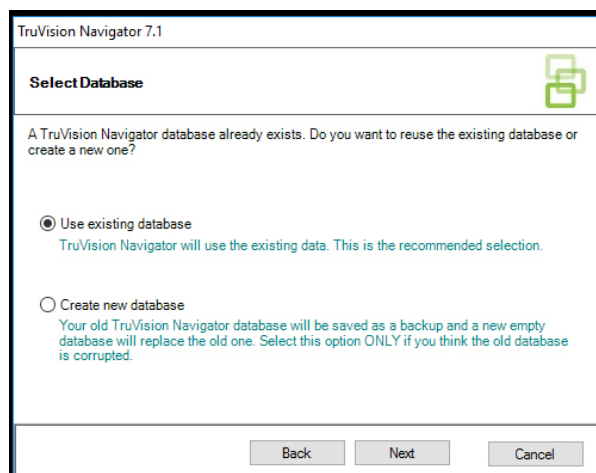 TruVision Navigator 7.1
Select Database
A TruVision Navigator database already exists. Do you want to reuse the existing database or
create a new one?
Use existing database
TruVision Navigator will use the existing data. This is the recommended selection.
Create new database
Your old TruVision Navigator database will be saved as a backup and a new empty
database will replace the old one. Select this option ONLY if you think the old database
is corrupted.
Back Next Cancel